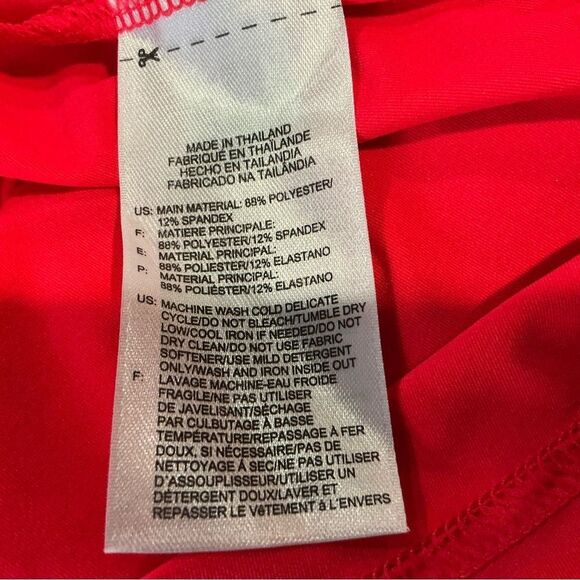 MADE IN THAILAND
FABRIQUÉ EN THAÏLANDE
HECHO EN TAILANDIA
FABRICADO NA TAILÂNDIA
US: MAIN MATERIAL: 88% POLYESTER/
12% SPANDEX
F: MATIERE PRINCIPALE:
88% POLYESTER/12% SPANDEX
E: MATERIAL PRINCIPAL:
88% POLIESTER/12% ELASTANO
P: MATERIAL PRINCIPAL:
88% POLIÉSTER/12% ELASTANO
US: MACHINE WASH COLD DELICATE
CYCLE/DO NOT BLEACH/TUMBLE DRY
LOW/COOL IRON IF NEEDED/DO NOT
DRY CLEAN/DO NOT USE FABRIC
SOFTENER/USE MILD DETERGENT
ONLY/WASH AND IRON INSIDE OUT
F: LAVAGE MACHINE-EAU FROIDE
FRAGILE/NE PAS UTILISER
DE JAVELISANT/SÉCHAGE
PAR CULBUTAGE À BASSE
TEMPÉRATURE/REPASSAGE À FER
DOUX, SI NÉCESSAIRE/PAS DE
NETTOYAGE À SEC/NE PAS UTILISER
D'ASSOUPLISSEUR/UTILISER UN
DÉTERGENT DOUX/LAVER ET
REPASSER LE VÊTEMENT À L'ENVERS